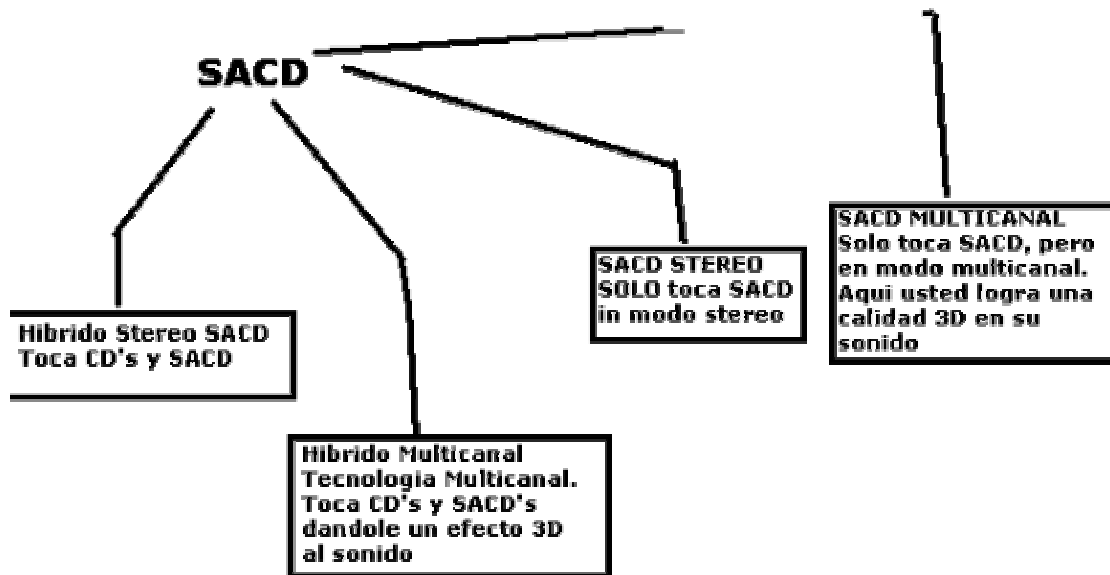 SACD
Hibrido Stereo SACD
Toca CD's y SACD
Hibrido Multicanal
Tecnologia Multicanal.
Toca CD's y SACD's
dandole un efecto 3D
al sonido
SACD STEREO
SOLO toca SACD
in modo stereo
SACD MULTICANAL
Solo toca SACD, pero
en modo multicanal.
Aqui usted logra una
calidad 3D en su
sonido